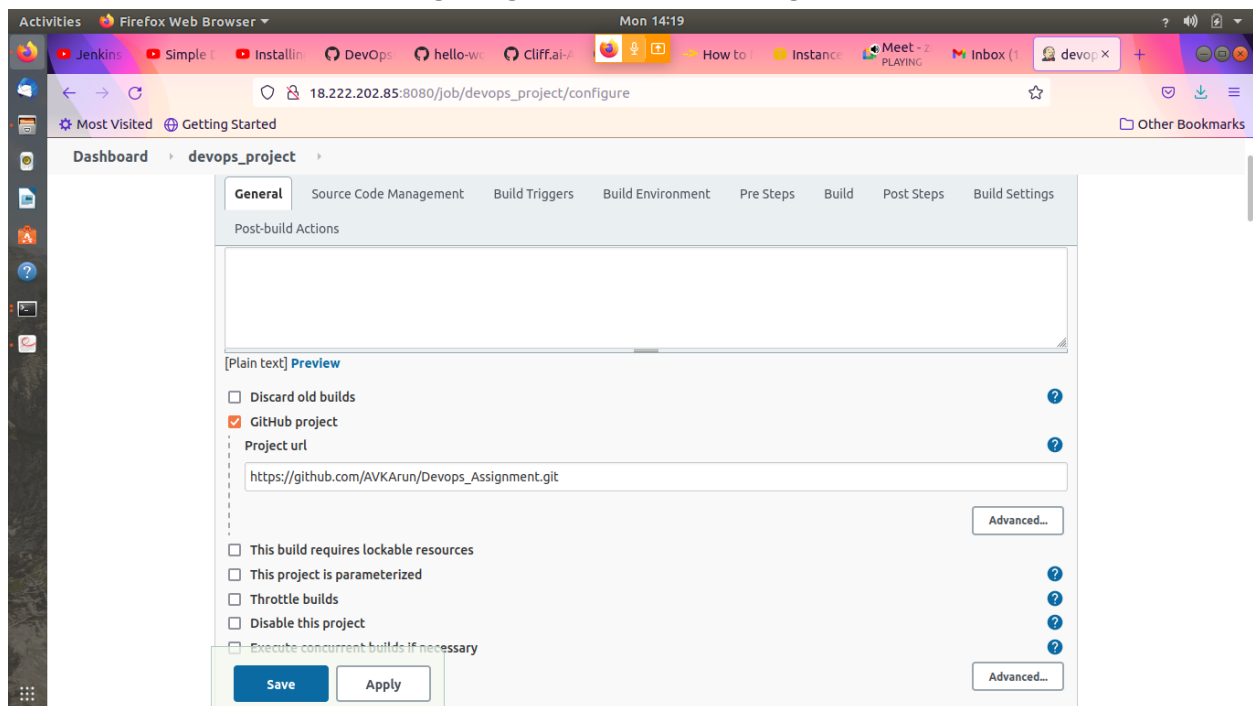 Activities Firefox Web Browser Mon 14:19 ?
Jenkins Simple Installin DevOps hello-wo Cliff.ai-A How to Instance Meet - z PLAYING Inbox (1 devop × +
18.222.202.85:8080/job/devops_project/configure
Most Visited Getting Started Other Bookmarks
Dashboard devops_project
General Source Code Management Build Triggers Build Environment Pre Steps Build Post Steps Build Settings
Post-build Actions
[Plain text] Preview
Discard old builds ?
GitHub project
Project url ?
https://github.com/AVKArun/Devops_Assignment.git
Advanced...
This build requires lockable resources
This project is parameterized ?
Throttle builds ?
Disable this project ?
Execute concurrent builds if necessary ?
Save Apply Advanced...